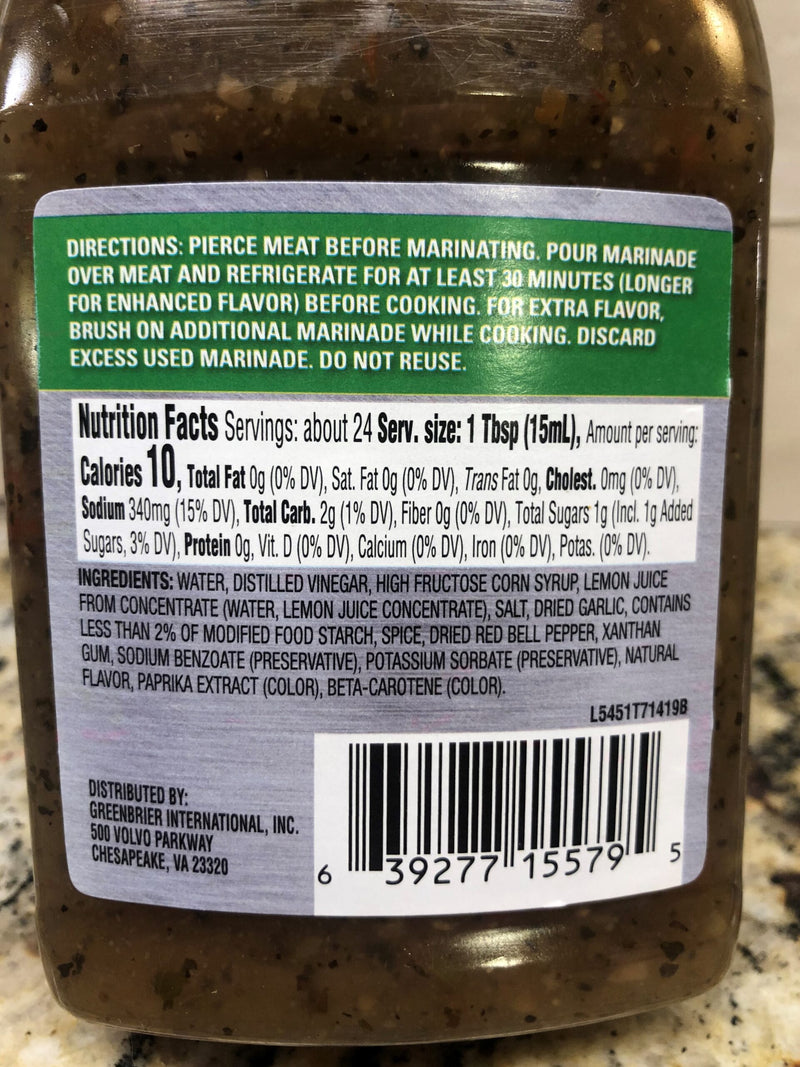 DIRECTIONS: PIERCE MEAT BEFORE MARINATING. POUR MARINADE
OVER MEAT AND REFRIGERATE FOR AT LEAST 30 MINUTES (LONGER
FOR ENHANCED FLAVOR) BEFORE COOKING. FOR EXTRA FLAVOR,
BRUSH ON ADDITIONAL MARINADE WHILE COOKING. DISCARD
EXCESS USED MARINADE. DO NOT REUSE.
Nutrition Facts Servings: about 24 Serv. size: 1 Tbsp (15mL), Amount per serving:
Calories 10, Total Fat 0g (0% DV), Sat. Fat 0g (0% DV), Trans Fat 0g, Cholest. 0mg (0% DV),
Sodium 340mg (15% DV), Total Carb. 2g (1% DV), Fiber 0g (0% DV), Total Sugars 1g (Incl. 1g Added
Sugars, 3% DV), Protein 0g, Vit. D (0% DV), Calcium (0% DV), Iron (0% DV), Potas. (0% DV).
INGREDIENTS: WATER, DISTILLED VINEGAR, HIGH FRUCTOSE CORN SYRUP, LEMON JUICE
FROM CONCENTRATE (WATER, LEMON JUICE CONCENTRATE), SALT, DRIED GARLIC, CONTAINS
LESS THAN 2% OF MODIFIED FOOD STARCH, SPICE, DRIED RED BELL PEPPER, XANTHAN
GUM, SODIUM BENZOATE (PRESERVATIVE), POTASSIUM SORBATE (PRESERVATIVE), NATURAL
FLAVOR, PAPRIKA EXTRACT (COLOR), BETA-CAROTENE (COLOR).
L5451T71419B
DISTRIBUTED BY:
GREENBRIER INTERNATIONAL, INC.
500 VOLVO PARKWAY
CHESAPEAKE, VA 23320
6 39277 15579 5